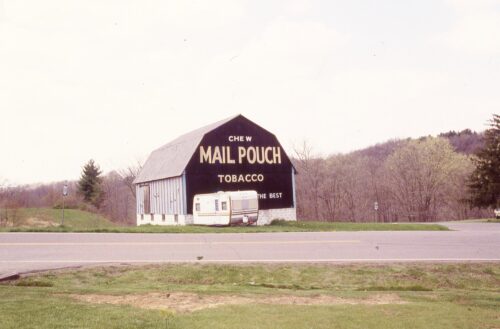 CHEW
MAIL POUCH
TOBACCO
THE BEST